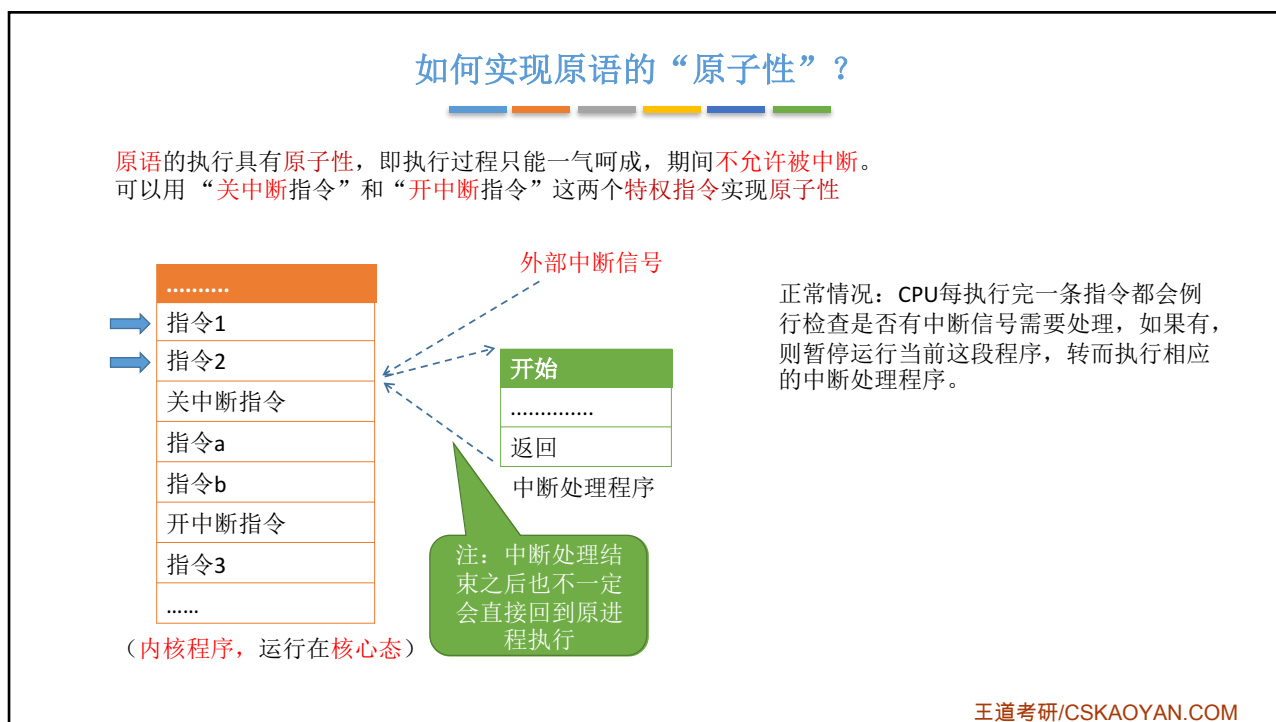 如何实现原语的“原子性”？
原语的执行具有原子性，即执行过程只能一气呵成，期间不允许被中断。
可以用 “关中断指令”和“开中断指令”这两个特权指令实现原子性
..........
指令1
指令2
关中断指令
指令a
指令b
开中断指令
指令3
......
（内核程序，运行在核心态）
外部中断信号
开始
..............
返回
中断处理程序
注：中断处理结
束之后也不一定
会直接回到原进
程执行
正常情况：CPU每执行完一条指令都会例
行检查是否有中断信号需要处理，如果有，
则暂停运行当前这段程序，转而执行相应
的中断处理程序。
王道考研/CSKAOYAN.COM